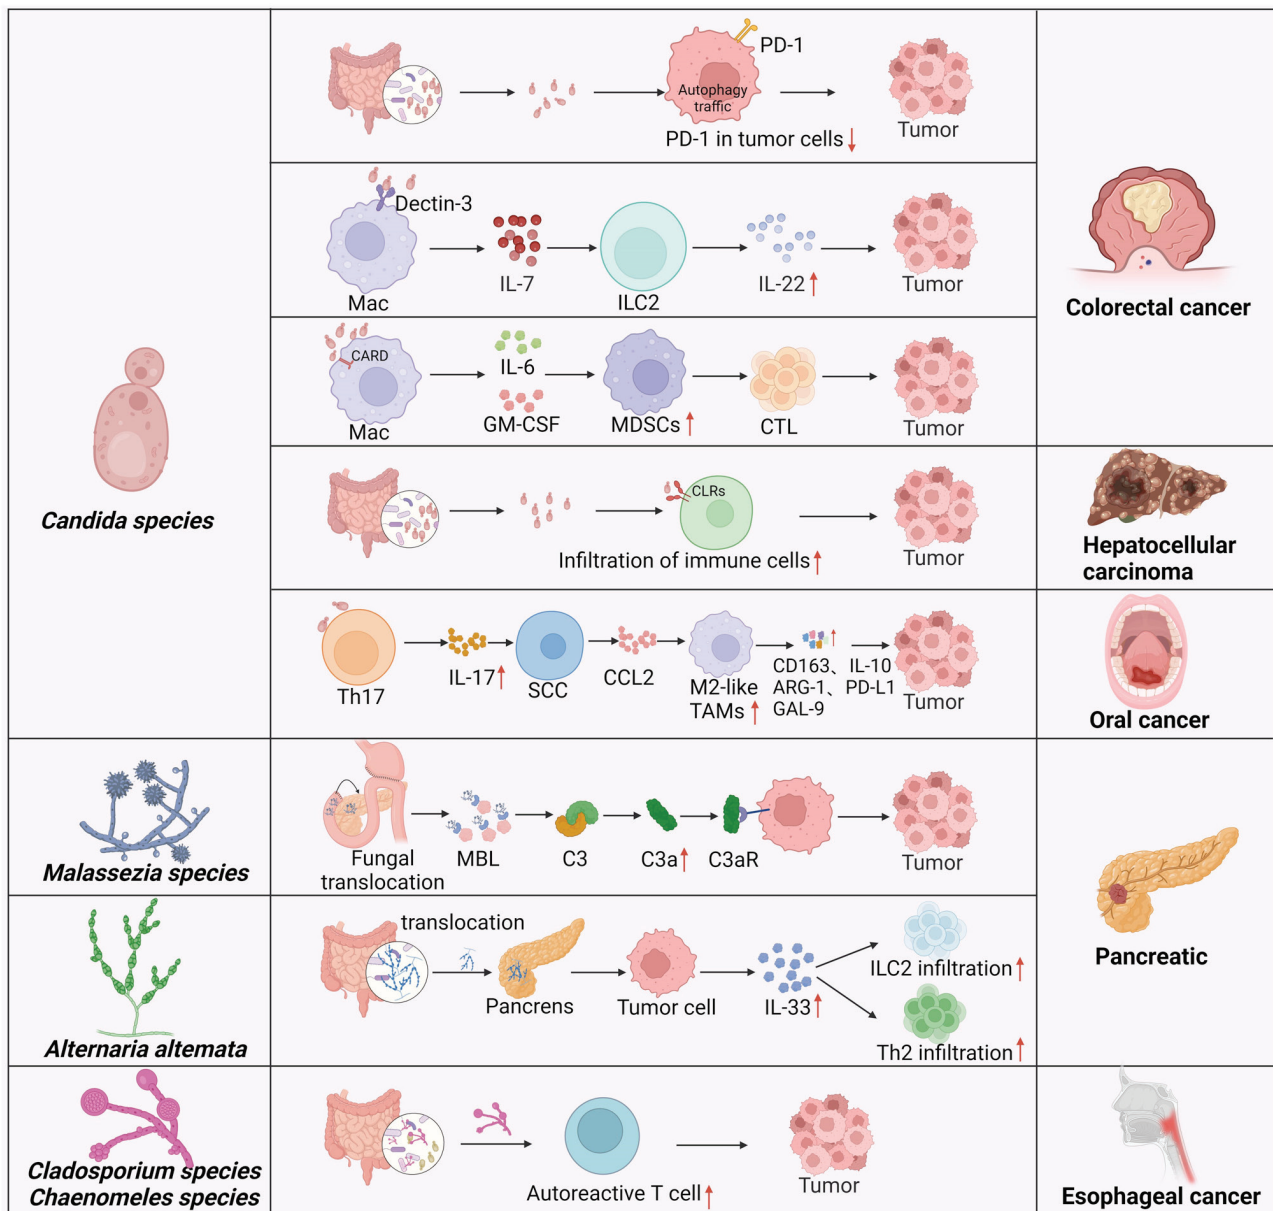 PD-1
Autophagy
traffic
PD-1 in tumor cells
Tumor
Dectin-3
Mac
IL-7
ILC2
IL-22
Tumor
Colorectal cancer
CARD
Mac
IL-6
GM-CSF
MDSCs
CTL
Tumor
Candida species
CLRs
Infiltration of immune cells
Tumor
Hepatocellular
carcinoma
Th17
IL-17
SCC
CCL2
M2-like
TAMs
CD163、 IL-10
ARG-1、 PD-L1
GAL-9
Tumor
Oral cancer
Malassezia species
Fungal
translocation
MBL
C3
C3a
C3aR
Tumor
Pancreatic
Alternaria altemata
translocation
Pancrens
Tumor cell
IL-33
ILC2 infiltration
Th2 infiltration
Cladosporium species
Chaenomeles species
Autoreactive T cell
Tumor
Esophageal cancer